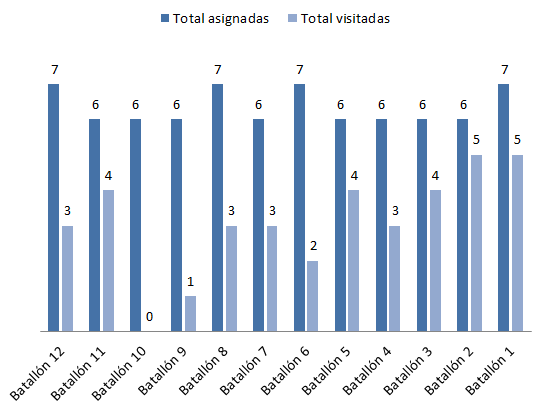 Total asignadas Total visitadas
7 6 6 6 7 6 7 6 6 6 6 7
3 4 0 1 3 3 2 4 3 4 5 5
Batallón 12
Batallón 11
Batallón 10
Batallón 9
Batallón 8
Batallón 7
Batallón 6
Batallón 5
Batallón 4
Batallón 3
Batallón 2
Batallón 1